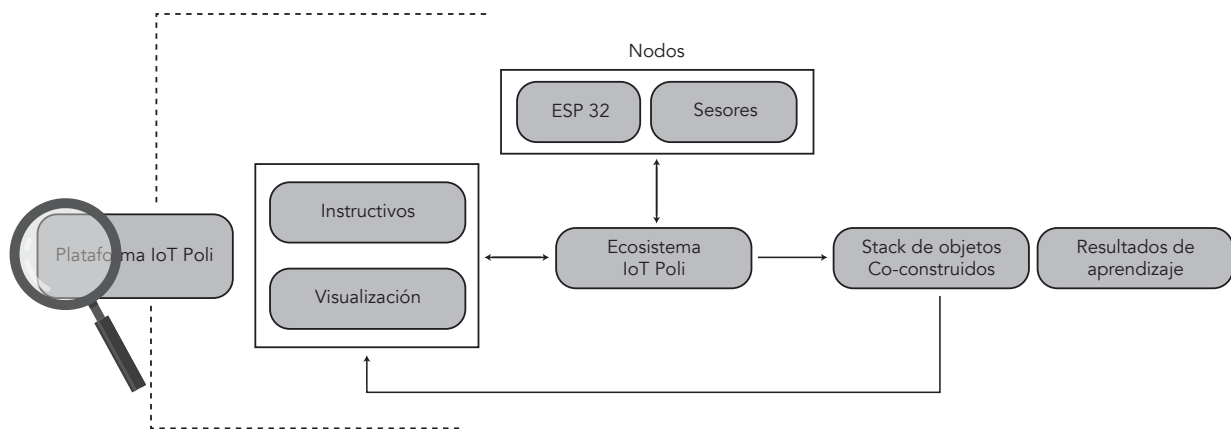 Nodos
ESP 32
Sesores
Instructivos
Visualización
Plataforma IoT Poli
Ecosistema
IoT Poli
Stack de objetos
Co-construidos
Resultados de
aprendizaje